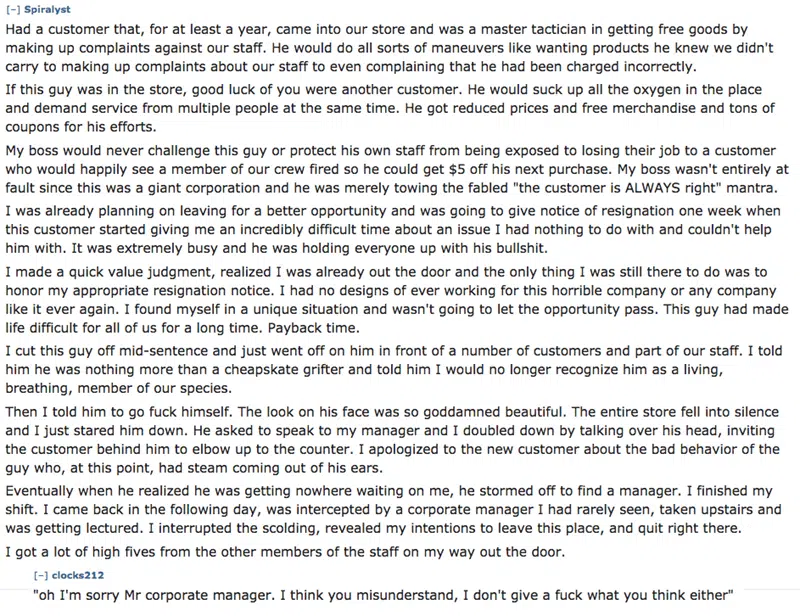 [-] Spiralyst
Had a customer that, for at least a year, came into our store and was a master tactician in getting free goods by
making up complaints against our staff. He would do all sorts of maneuvers like wanting products he knew we didn't
carry to making up complaints about our staff to even complaining that he had been charged incorrectly.
If this guy was in the store, good luck of you were another customer. He would suck up all the oxygen in the place
and demand service from multiple people at the same time. He got reduced prices and free merchandise and tons of
coupons for his efforts.
My boss would never challenge this guy or protect his own staff from being exposed to losing their job to a customer
who would happily see a member of our crew fired so he could get $5 off his next purchase. My boss wasn't entirely at
fault since this was a giant corporation and he was merely towing the fabled "the customer is ALWAYS right" mantra.
I was already planning on leaving for a better opportunity and was going to give notice of resignation one week when
this customer started giving me an incredibly difficult time about an issue I had nothing to do with and couldn't help
him with. It was extremely busy and he was holding everyone up with his bullshit.
I made a quick value judgment, realized I was already out the door and the only thing I was still there to do was to
honor my appropriate resignation notice. I had no designs of ever working for this horrible company or any company
like it ever again. I found myself in a unique situation and wasn't going to let the opportunity pass. This guy had made
life difficult for all of us for a long time. Payback time.
I cut this guy off mid-sentence and just went off on him in front of a number of customers and part of our staff. I told
him he was nothing more than a cheapskate grifter and told him I would no longer recognize him as a living,
breathing, member of our species.
Then I told him to go fuck himself. The look on his face was so goddamned beautiful. The entire store fell into silence
and I just stared him down. He asked to speak to my manager and I doubled down by talking over his head, inviting
the customer behind him to elbow up to the counter. I apologized to the new customer about the bad behavior of the
guy who, at this point, had steam coming out of his ears.
Eventually when he realized he was getting nowhere waiting on me, he stormed off to find a manager. I finished my
shift. I came back in the following day, was intercepted by a corporate manager I had rarely seen, taken upstairs and
was getting lectured. I interrupted the scolding, revealed my intentions to leave this place, and quit right there.
I got a lot of high fives from the other members of the staff on my way out the door.
[-] clocks212
"oh I'm sorry Mr corporate manager. I think you misunderstand, I don't give a fuck what you think either"